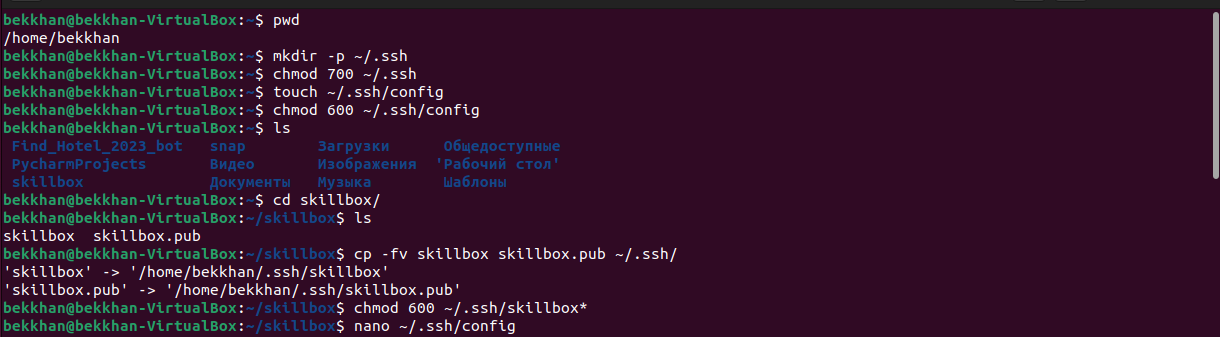 bekkhan@bekkhan-VirtualBox:~$ pwd
/home/bekkhan
bekkhan@bekkhan-VirtualBox:~$ mkdir -p ~/.ssh
bekkhan@bekkhan-VirtualBox:~$ chmod 700 ~/.ssh
bekkhan@bekkhan-VirtualBox:~$ touch ~/.ssh/config
bekkhan@bekkhan-VirtualBox:~$ chmod 600 ~/.ssh/config
bekkhan@bekkhan-VirtualBox:~$ ls
Find_Hotel_2023_bot   snap        Загрузки      Общедоступные
PycharmProjects       Видео       Изображения  'Рабочий стол'
skillbox              Документы   Музыка        Шаблоны
bekkhan@bekkhan-VirtualBox:~$ cd skillbox/
bekkhan@bekkhan-VirtualBox:~/skillbox$ ls
skillbox  skillbox.pub
bekkhan@bekkhan-VirtualBox:~/skillbox$ cp -fv skillbox skillbox.pub ~/.ssh/
'skillbox' -> '/home/bekkhan/.ssh/skillbox'
'skillbox.pub' -> '/home/bekkhan/.ssh/skillbox.pub'
bekkhan@bekkhan-VirtualBox:~/skillbox$ chmod 600 ~/.ssh/skillbox*
bekkhan@bekkhan-VirtualBox:~/skillbox$ nano ~/.ssh/config